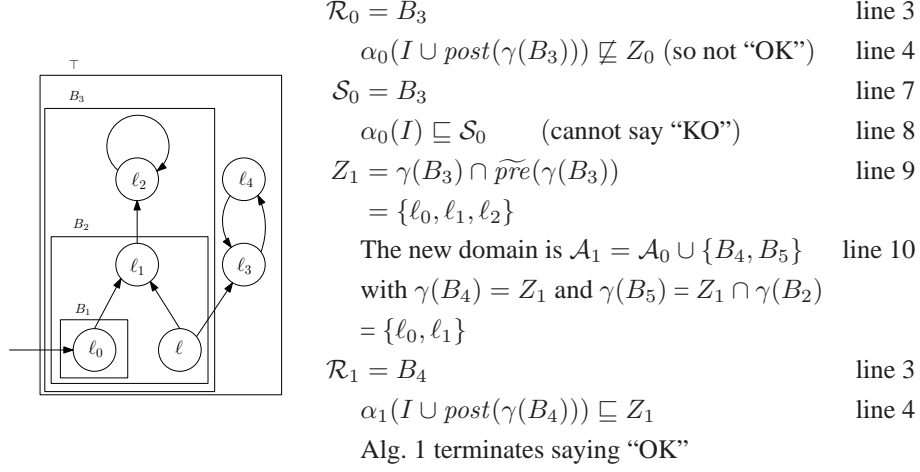 ⊤
B₃
ℓ₂
ℓ₄
B₂
ℓ₁
ℓ₃
B₁
ℓ₀
ℓ
R₀ = B₃ line 3
α₀(I ∪ post(γ(B₃))) ⋢ Z₀ (so not “OK”) line 4
S₀ = B₃ line 7
α₀(I) ⊑ S₀ (cannot say “KO”) line 8
Z₁ = γ(B₃) ∩ p͠re(γ(B₃)) line 9
= {ℓ₀, ℓ₁, ℓ₂}
The new domain is A₁ = A₀ ∪ {B₄, B₅} line 10
with γ(B₄) = Z₁ and γ(B₅) = Z₁ ∩ γ(B₂)
= {ℓ₀, ℓ₁}
R₁ = B₄ line 3
α₁(I ∪ post(γ(B₄))) ⊑ Z₁ line 4
Alg. 1 terminates saying “OK”